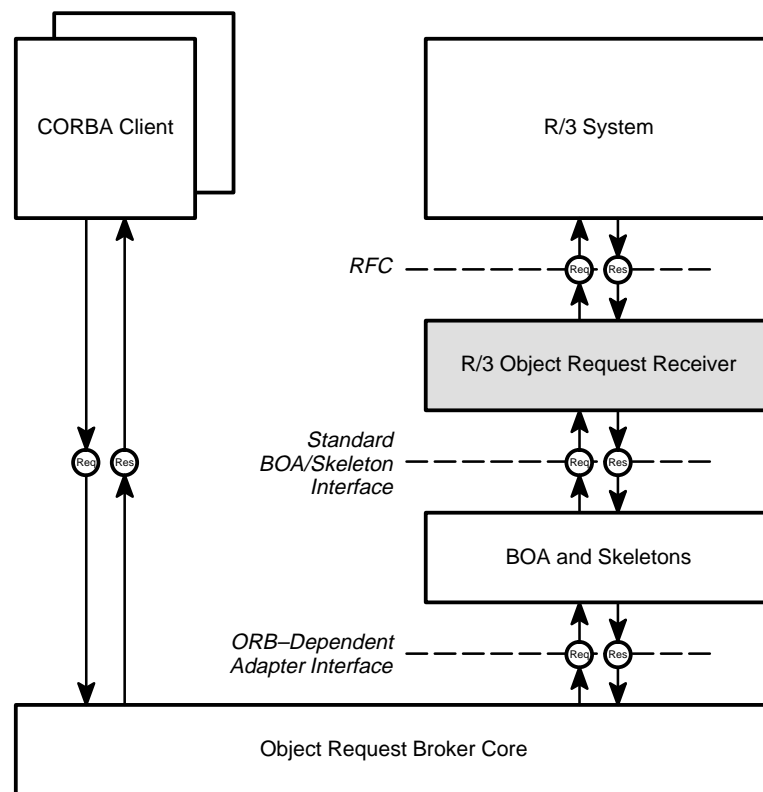 CORBA Client
R/3 System
RFC
Req
Res
R/3 Object Request Receiver
Req
Res
Standard
BOA/Skeleton
Interface
Req
Res
BOA and Skeletons
ORB–Dependent
Adapter Interface
Req
Res
Object Request Broker Core